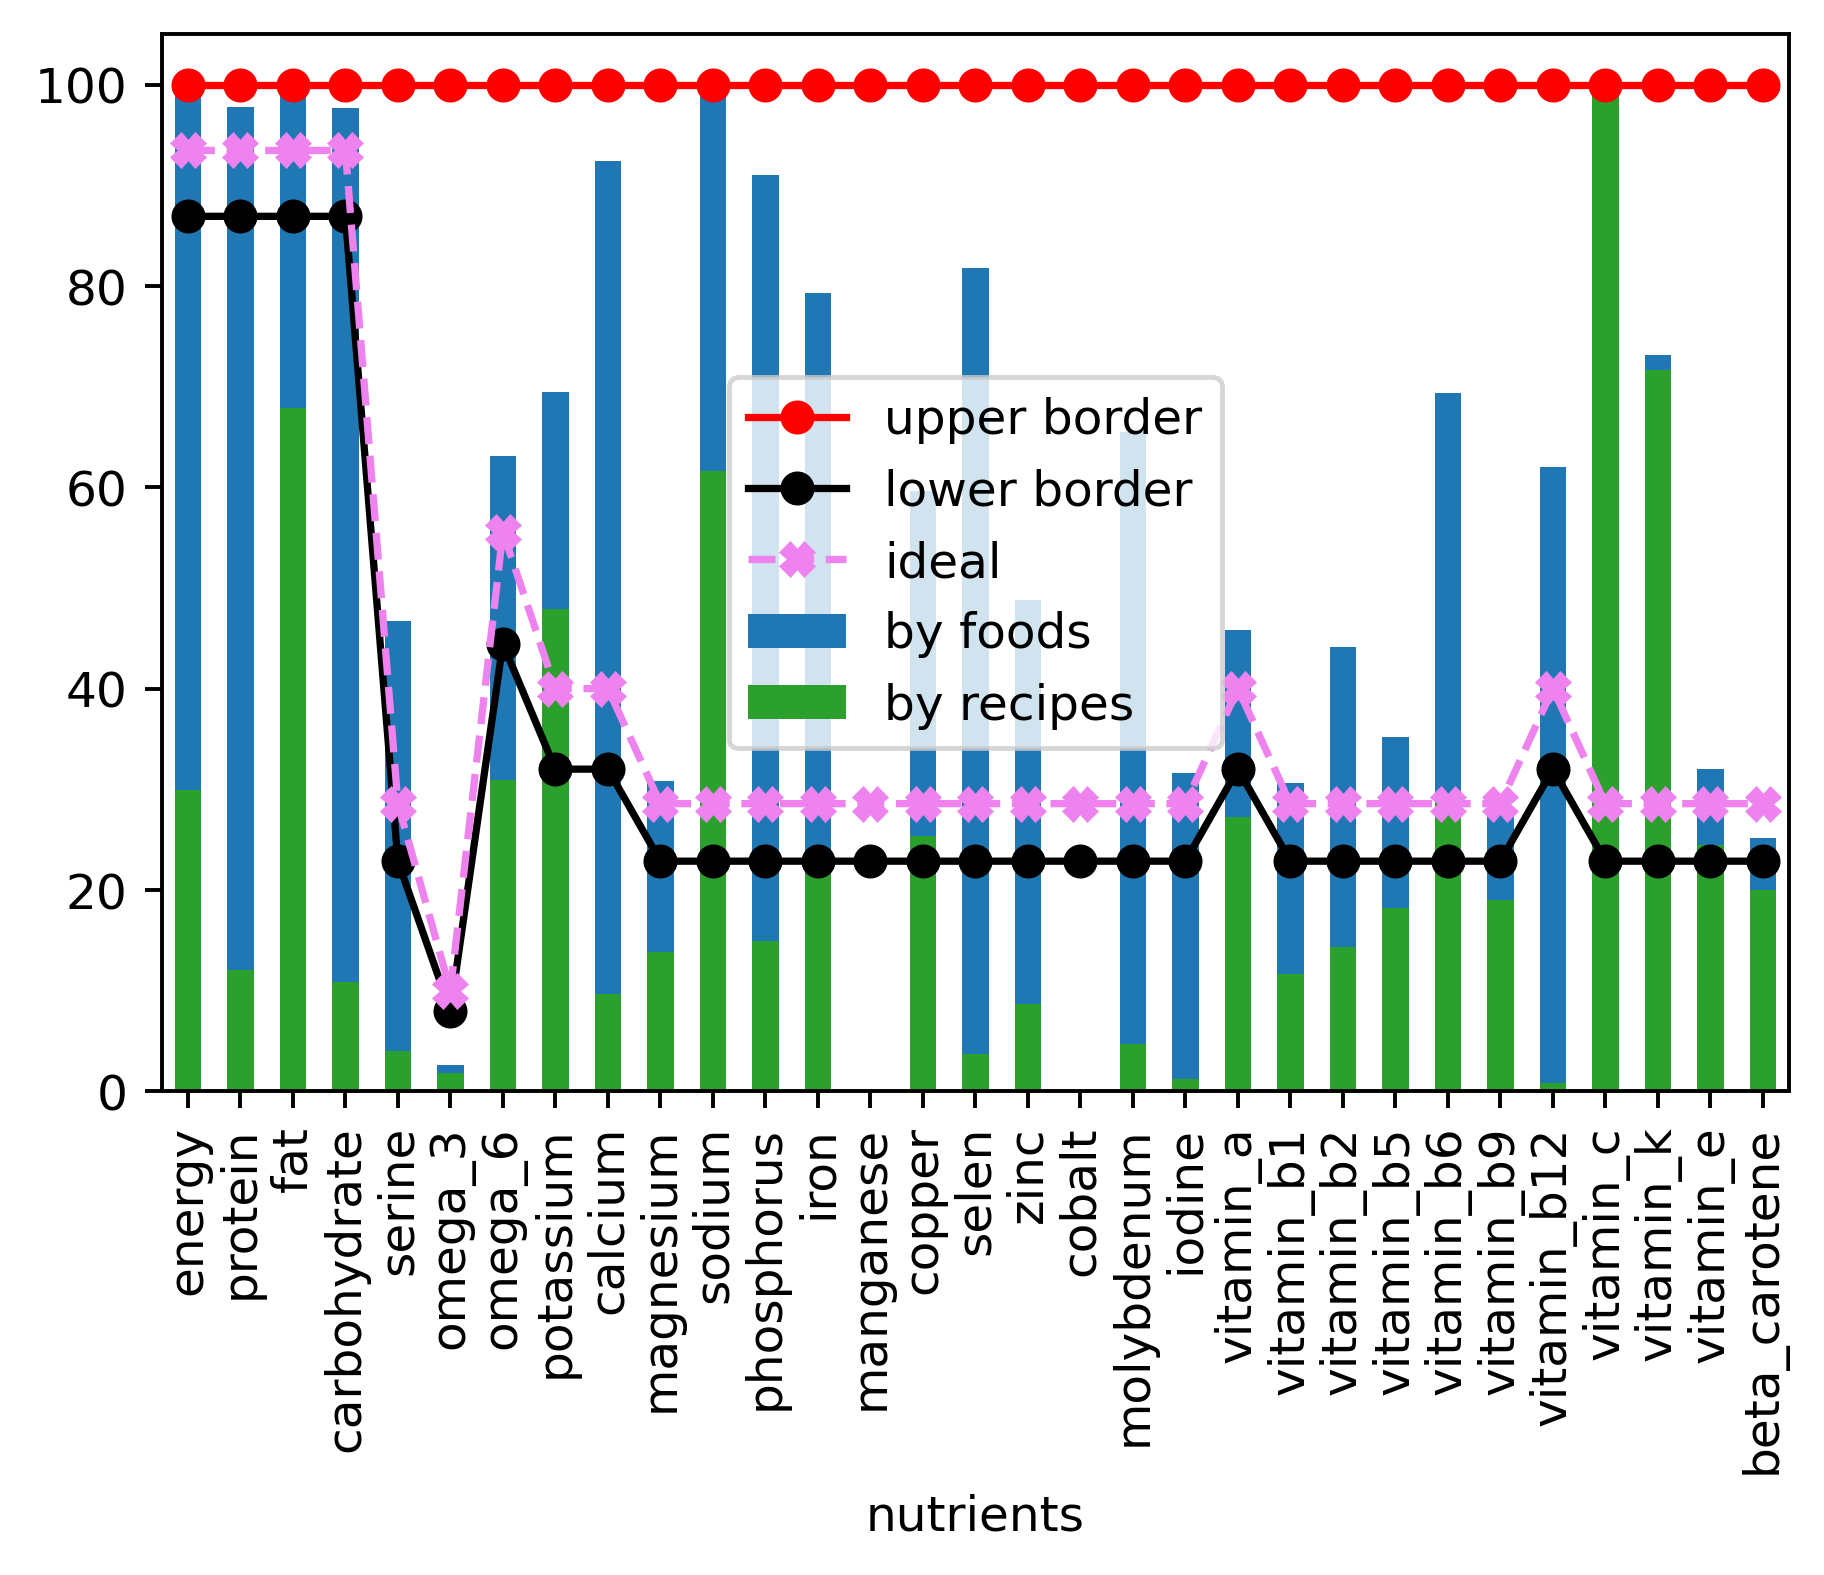 100
80
60
40
20
0
upper border
lower border
ideal
by foods
by recipes
energy
protein
fat
carbohydrate
serine
omega_3
omega_6
potassium
calcium
magnesium
sodium
phosphorus
iron
manganese
copper
selen
zinc
cobalt
molybdenum
iodine
vitamin_a
vitamin_b1
vitamin_b2
vitamin_b5
vitamin_b6
vitamin_b9
vitamin_b12
vitamin_c
vitamin_k
vitamin_e
beta_carotene
nutrients